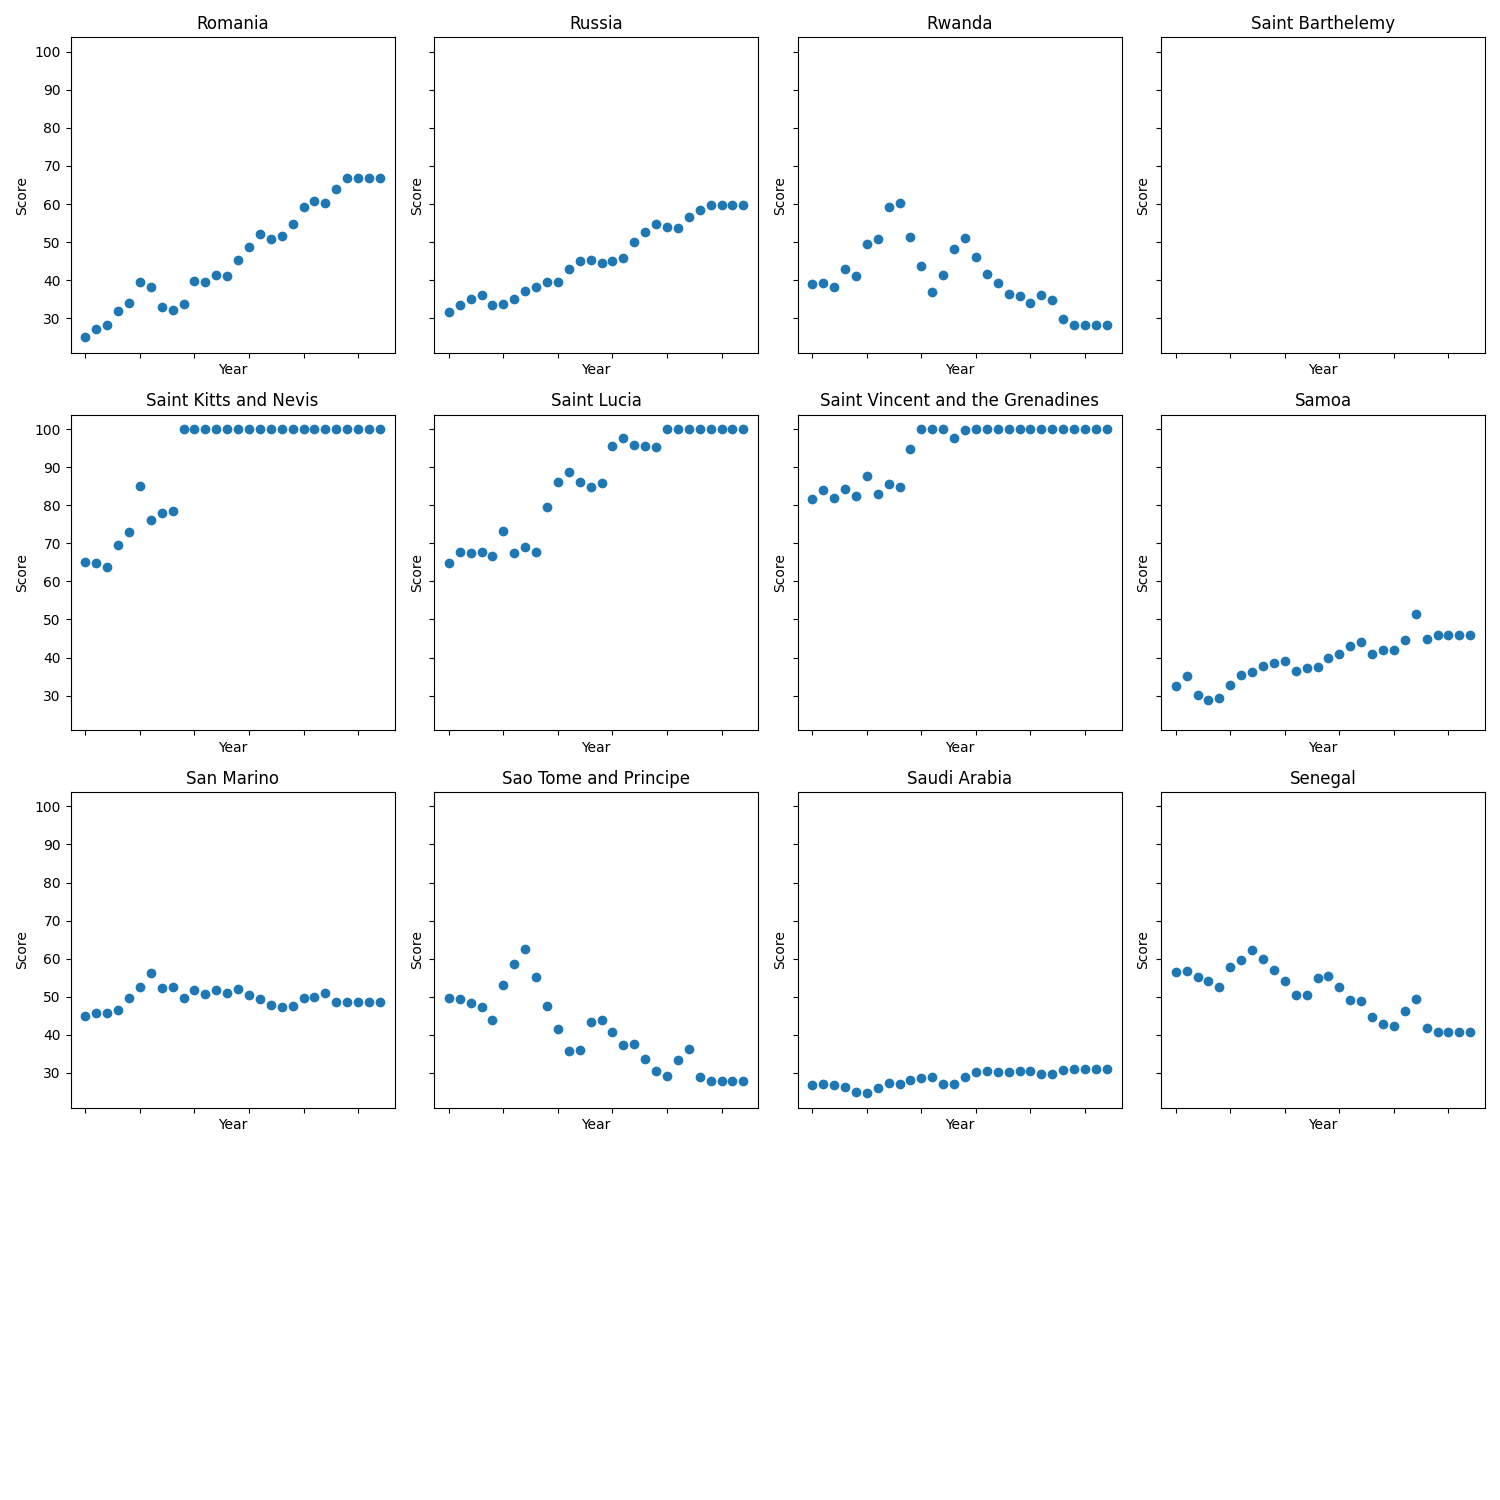 Romania
Russia
Rwanda
Saint Barthelemy
100
90
80
70
60
50
40
30
Score
Score
Score
Score
Year
Year
Year
Year
Saint Kitts and Nevis
Saint Lucia
Saint Vincent and the Grenadines
Samoa
100
90
80
70
60
50
40
30
Score
Score
Score
Score
Year
Year
Year
Year
San Marino
Sao Tome and Principe
Saudi Arabia
Senegal
100
90
80
70
60
50
40
30
Score
Score
Score
Score
Year
Year
Year
Year